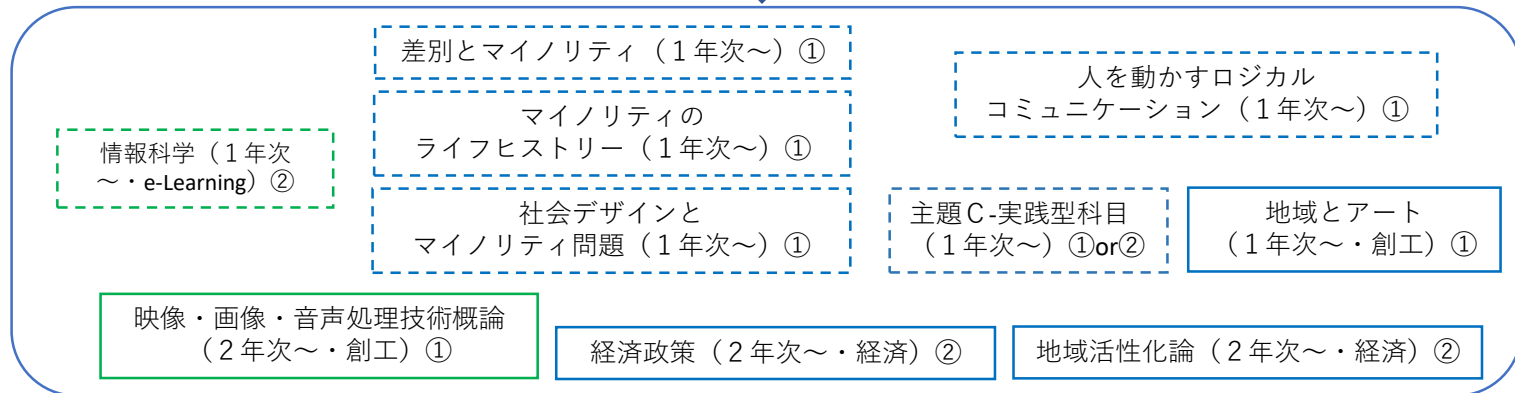 差別とマイノリティ（１年次～）①
人を動かすロジカル
コミュニケーション（１年次～）①
マイノリティの
ライフヒストリー（１年次～）①
情報科学（１年次
～・e-Learning）②
社会デザインと
マイノリティ問題（１年次～）①
主題Ｃ-実践型科目
（１年次～）①or②
地域とアート
（１年次～・創工）①
映像・画像・音声処理技術概論
（２年次～・創工）①
経済政策（２年次～・経済）②
地域活性化論（２年次～・経済）②